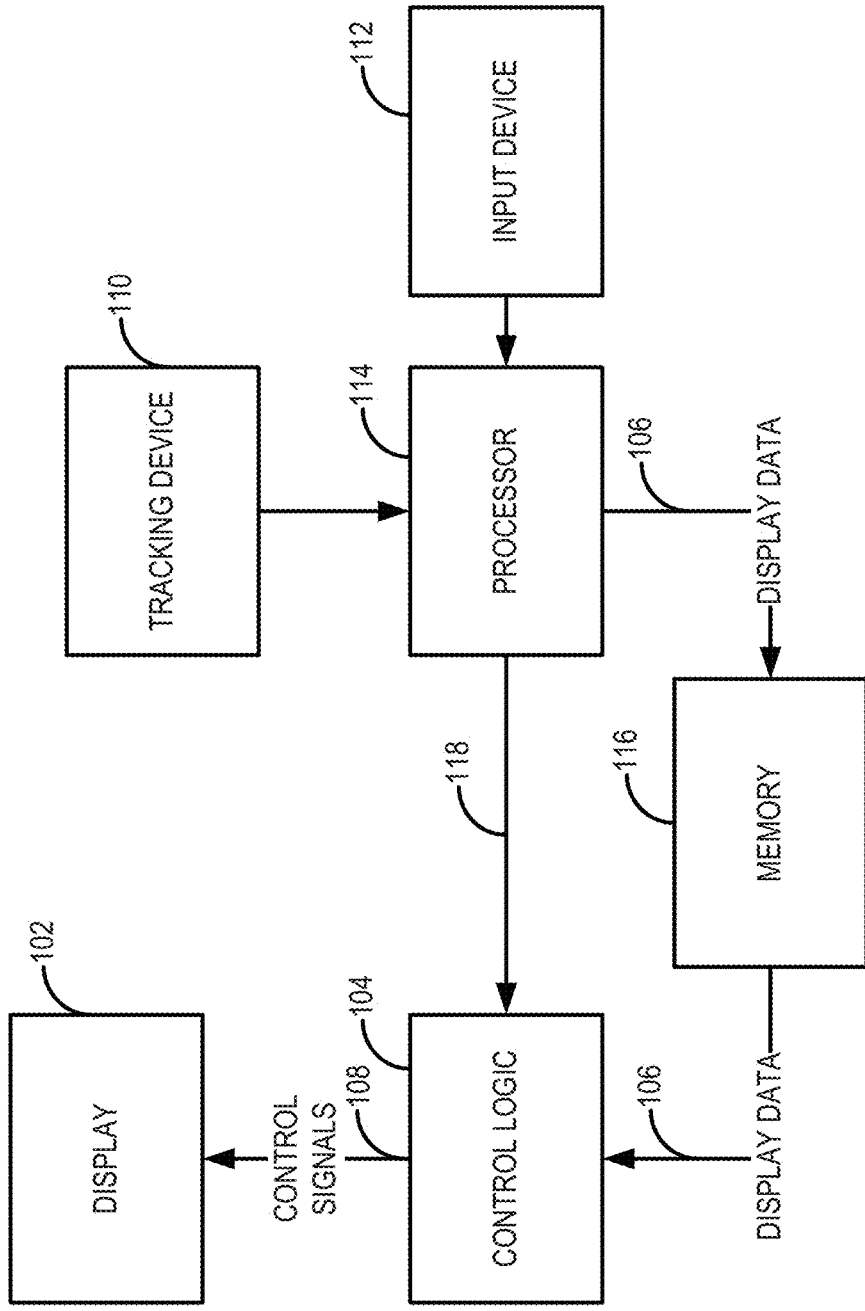 102
DISPLAY
110
TRACKING DEVICE
CONTROL
SIGNALS
108
104
114
112
CONTROL LOGIC
118
PROCESSOR
INPUT DEVICE
106
116
106
DISPLAY DATA
MEMORY
DISPLAY DATA